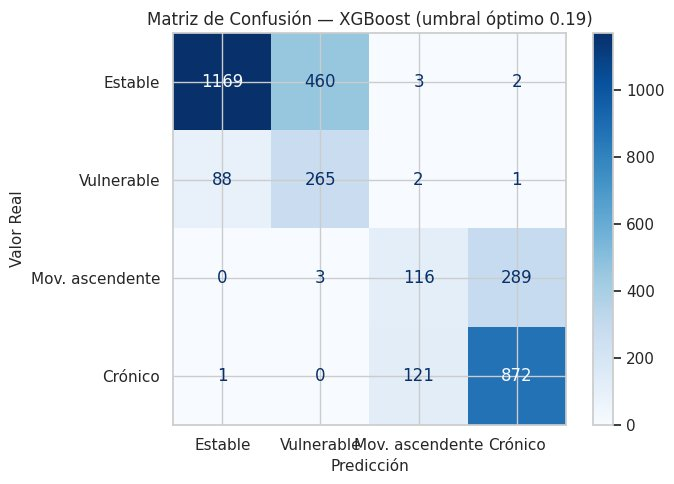 Matriz de Confusión — XGBoost (umbral óptimo 0.19)
Valor Real
Estable 1169 460 3 2
Vulnerable 88 265 2 1
Mov. ascendente 0 3 116 289
Crónico 1 0 121 872
Estable Vulnerable Mov. ascendente Crónico
Predicción
1000
800
600
400
200
0